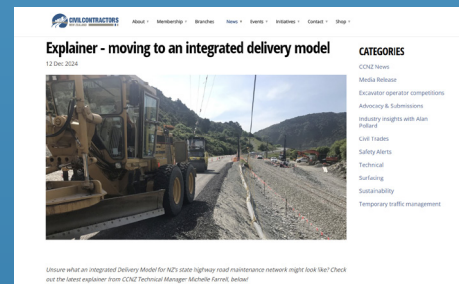 CIVILCONTRACTORS
NEW ZEALAND
About
Membership
Branches
News
Events
Initiatives
Contact
Shop
Explainer - moving to an integrated delivery model
12 Dec 2024
CATEGORIES
CCNZ News
Media Release
Excavator operator competitions
Advocacy & Submissions
Industry insights with Alan
Pollard
Civil Trades
Safety Alerts
Technical
Surfacing
Sustainability
Temporary traffic management
Unsure what an Integrated Delivery Model for NZ's state highway road maintenance network might look like? Check
out the latest explainer from CCNZ Technical Manager Michelle Farrell, below!